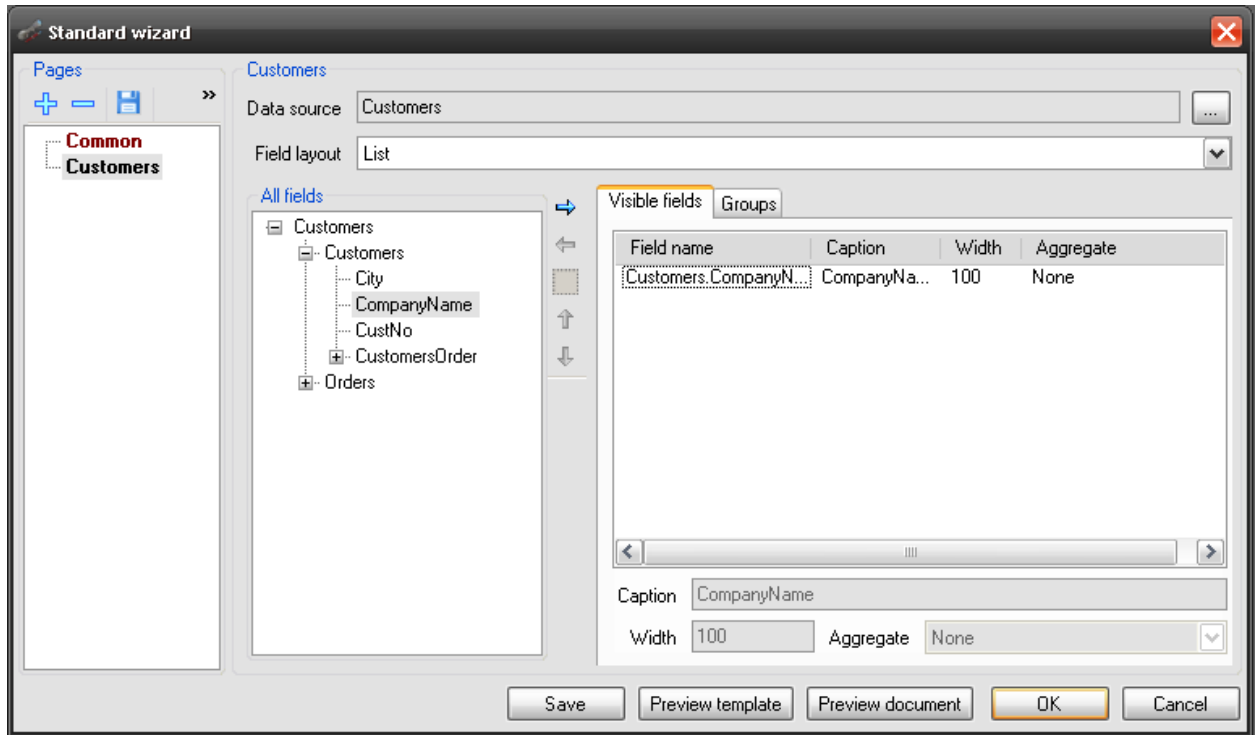 Standard wizard
Pages
Common
Customers
Customers
Data source Customers ...
Field layout List
All fields
Customers
Customers
City
CompanyName
CustNo
CustomersOrder
Orders
Visible fields Groups
Field name Caption Width Aggregate
Customers.CompanyN... CompanyNa... 100 None
Caption CompanyName
Width 100 Aggregate None
Save Preview template Preview document OK Cancel